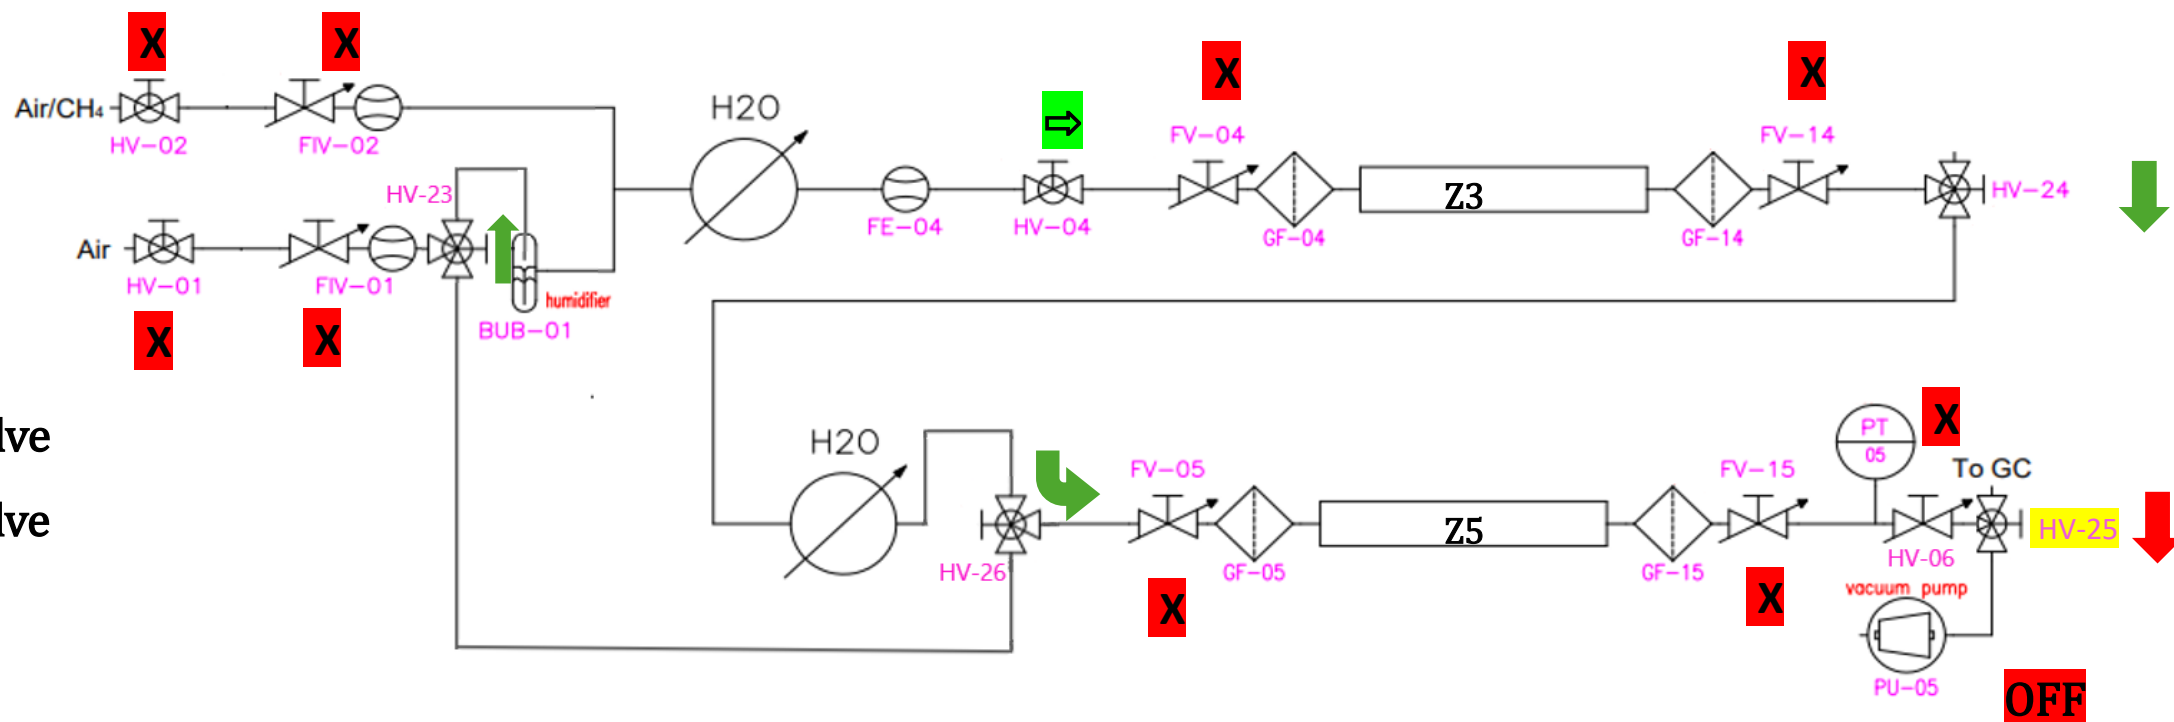 X X
Air/CH₄
HV-02 FIV-02
HV-23
Air
HV-01 FIV-01
X X
humidifier
BUB-01
H2O
FE-04
⇨
HV-04
X
FV-04
GF-04
Z3
X
FV-14
GF-14
HV-24
lve
lve
H2O
HV-26
FV-05
X
GF-05
Z5
GF-15
FV-15
X
PT
05
X
To GC
HV-06
HV-25
vacuum pump
PU-05
OFF